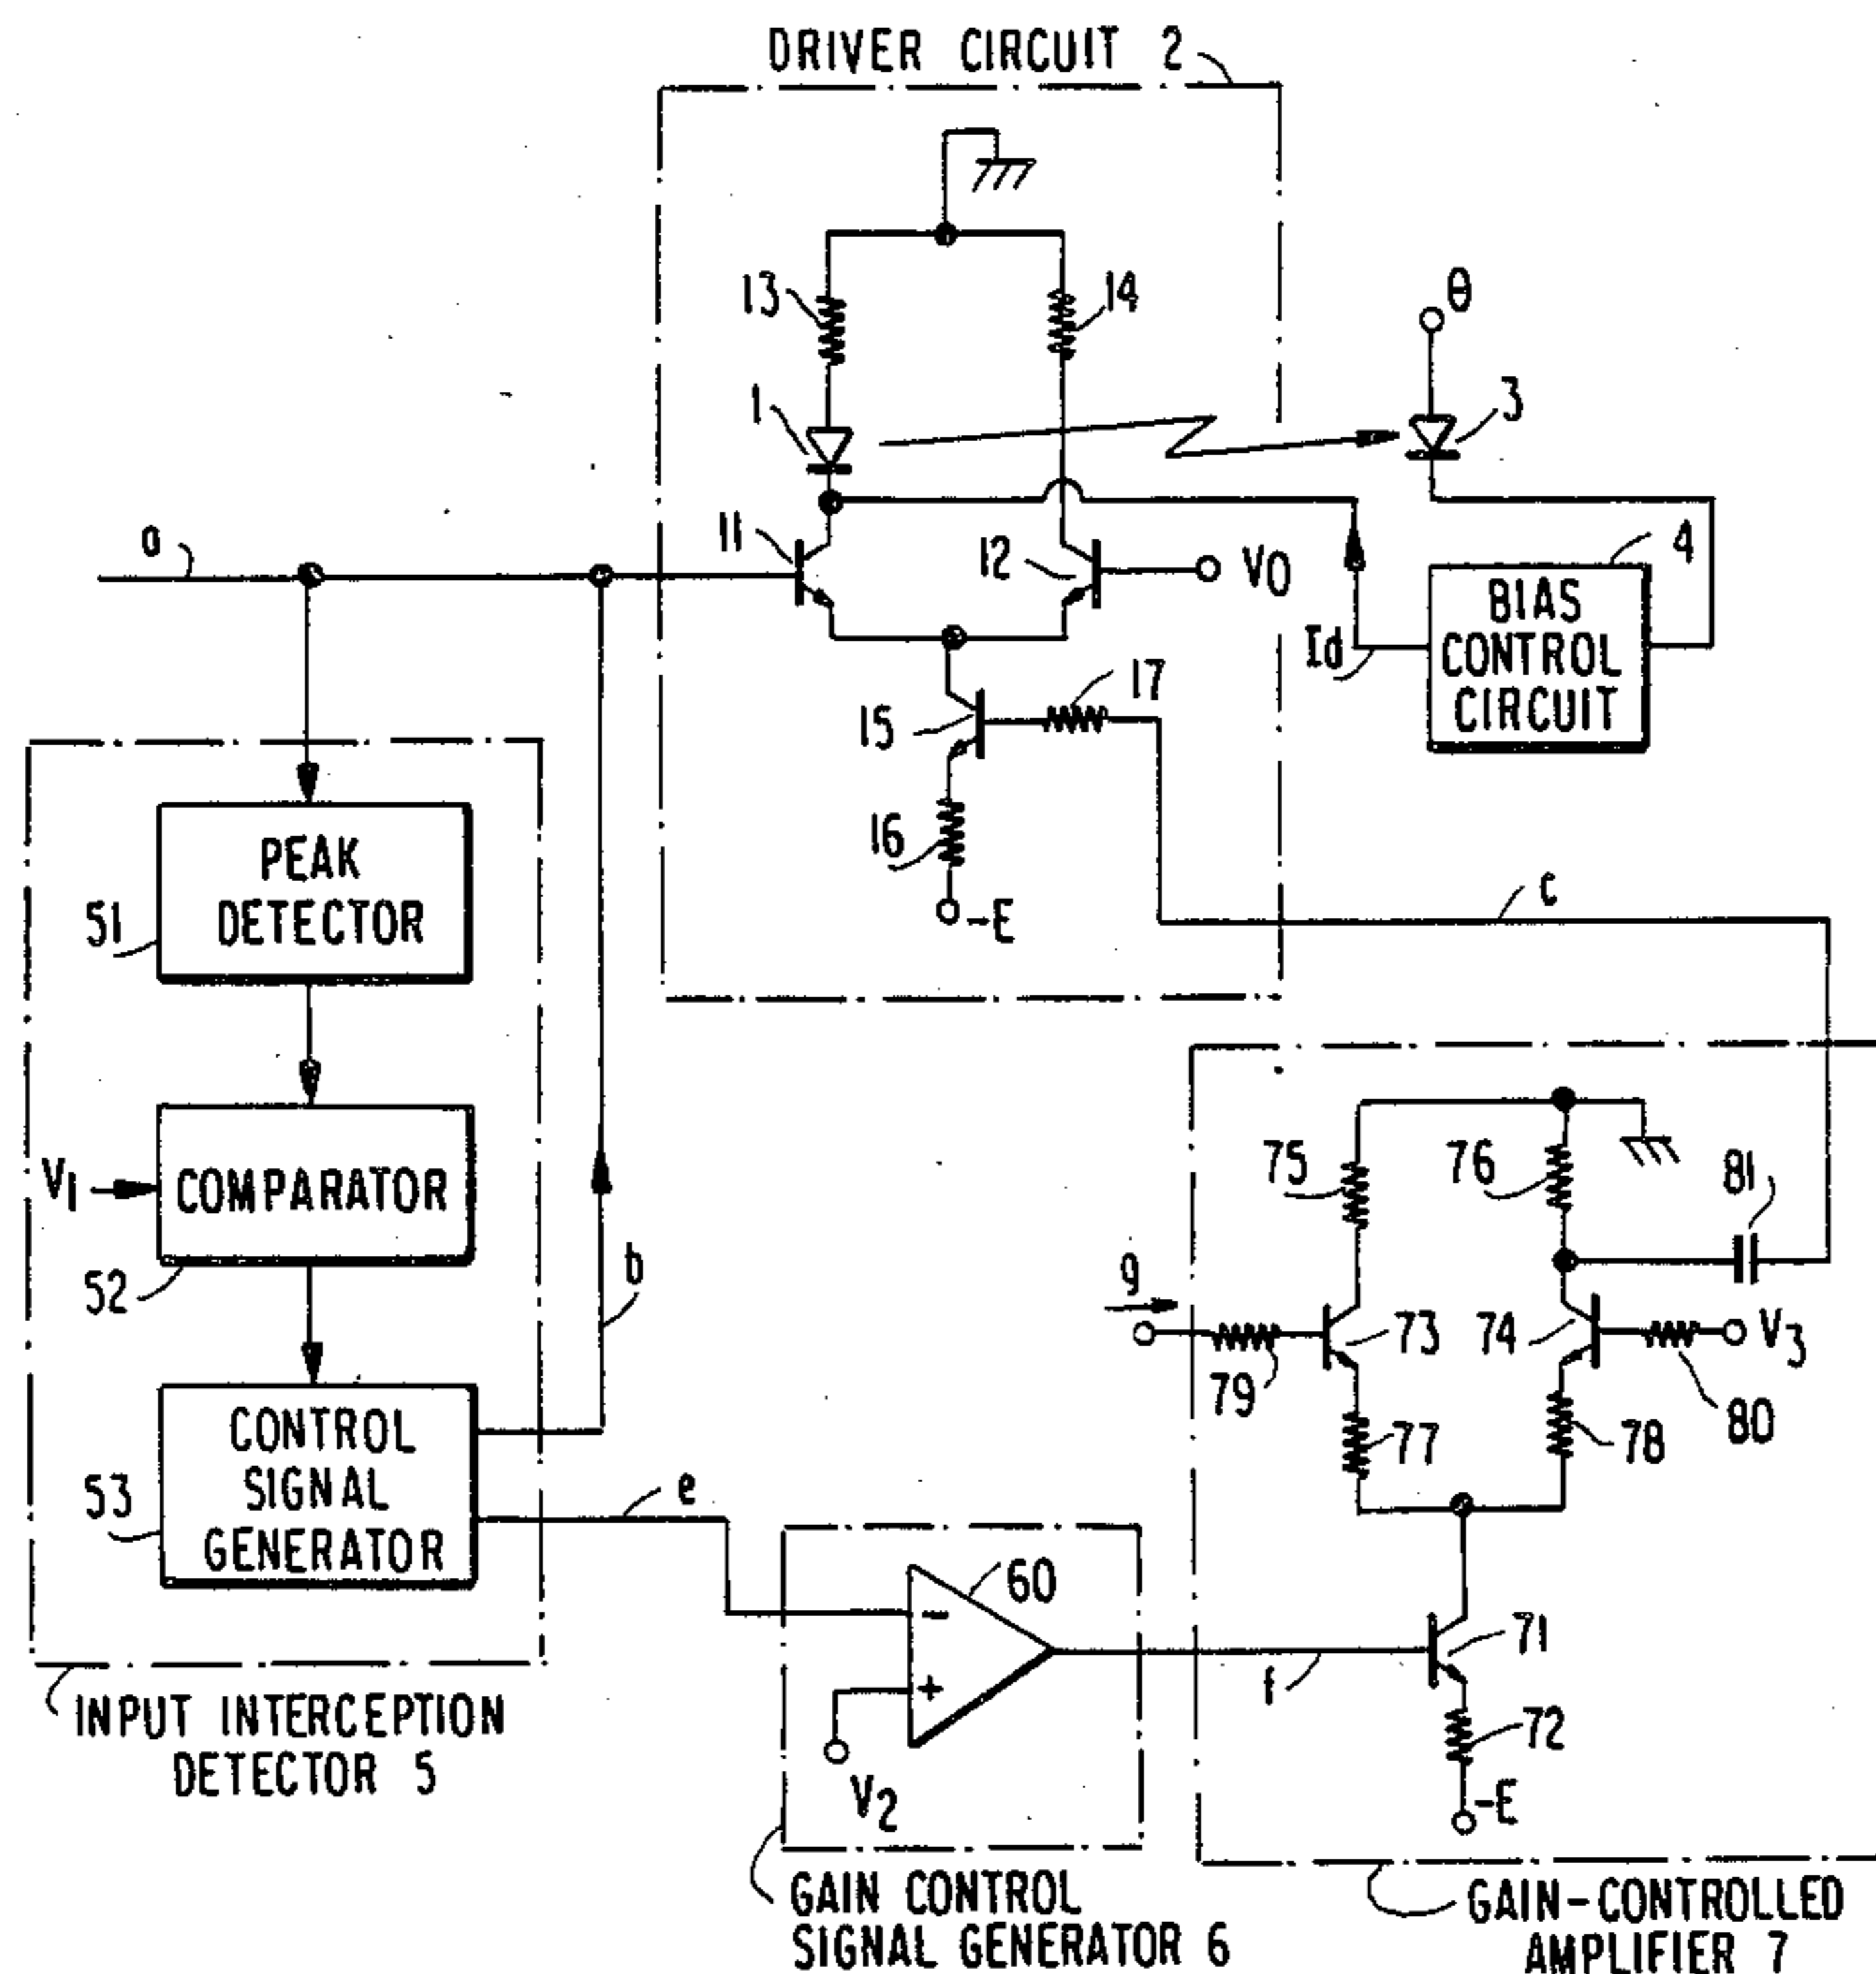 DRIVER CIRCUIT 2
13
14
θ
1
3
a
11
12
V0
4
BIAS
CONTROL
CIRCUIT
Id
17
15
16
-E
c
PEAK
DETECTOR
51
V1
COMPARATOR
52
b
CONTROL
SIGNAL
GENERATOR
53
e
75
76
81
9
73
74
V3
79
80
77
78
60
-
+
V2
f
71
72
-E
INPUT INTERCEPTION
DETECTOR 5
GAIN CONTROL
SIGNAL GENERATOR 6
GAIN-CONTROLLED
AMPLIFIER 7